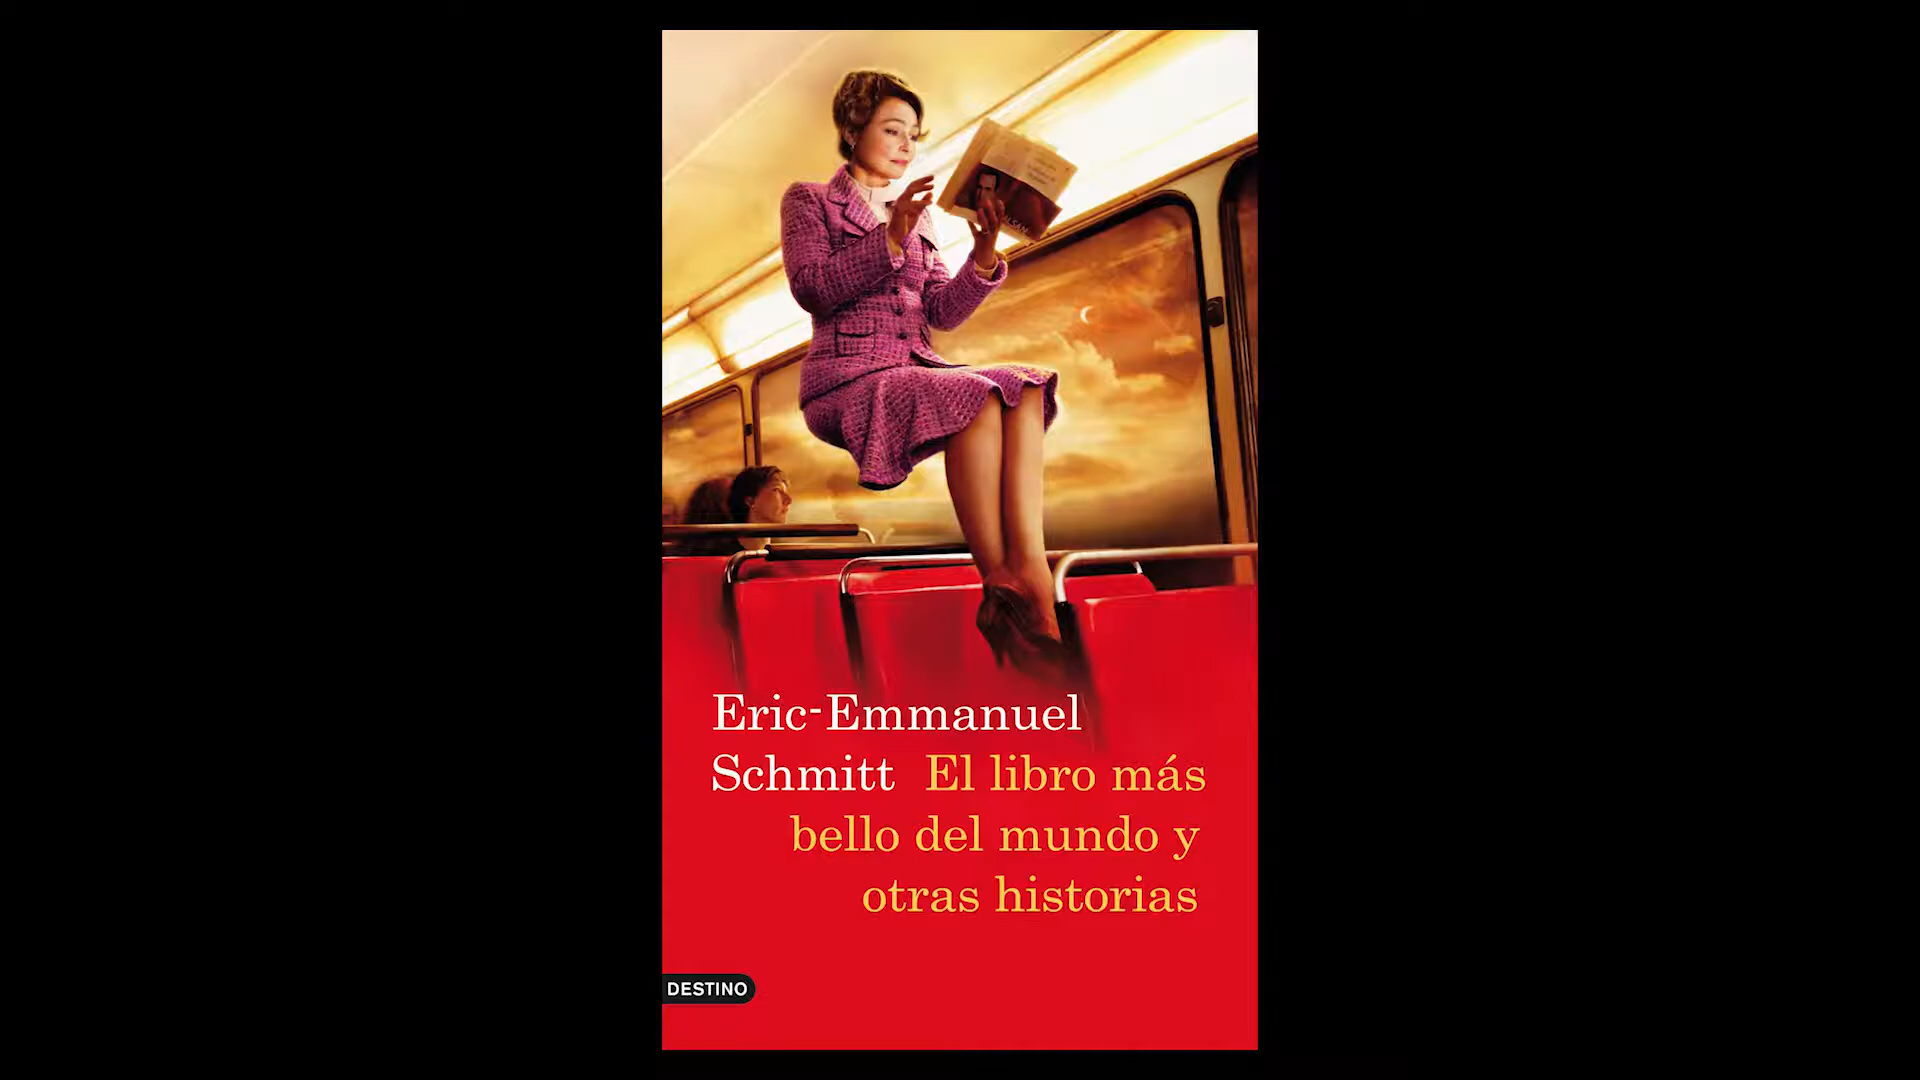 Eric-Emmanuel
Schmitt El libro más
bello del mundo y
otras historias
DESTINO